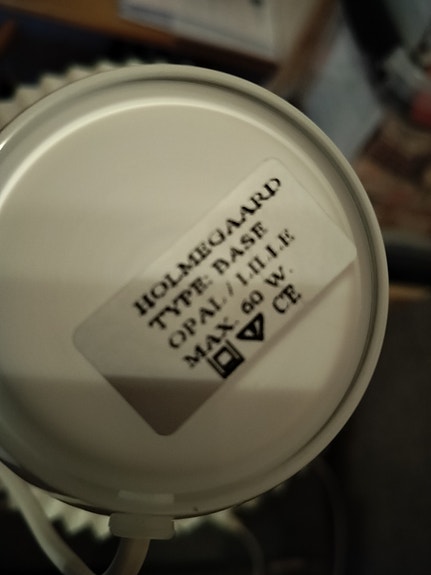 HOLMEGAARD
TYPE: BASE
OPAL / LILLE
MAX. 60 W.
CE